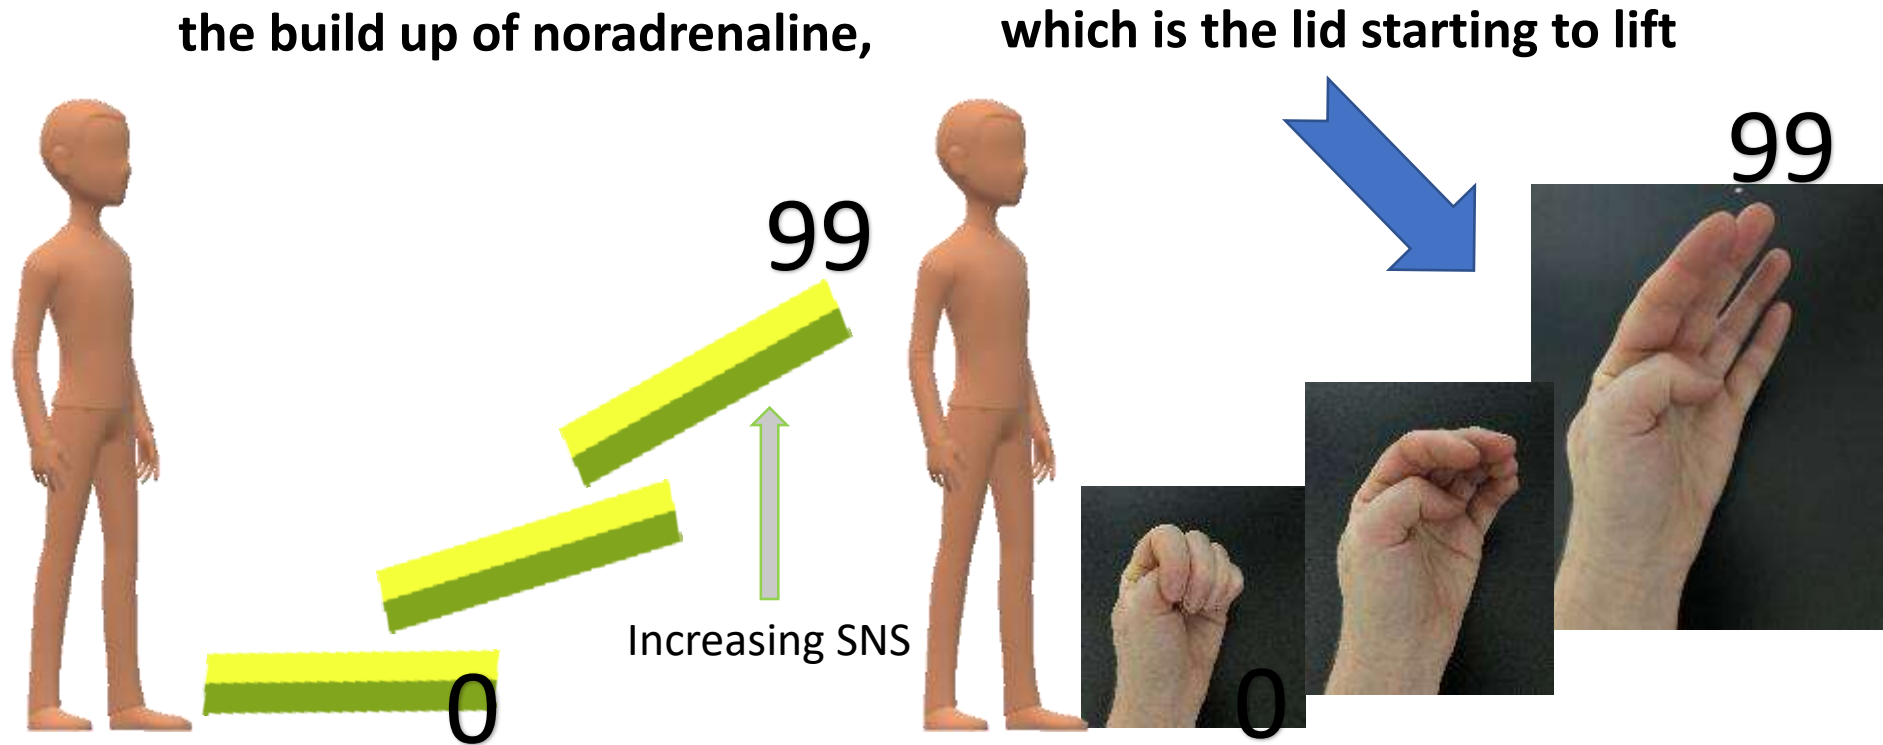 the build up of noradrenaline,
which is the lid starting to lift
99
99
Increasing SNS
0
0